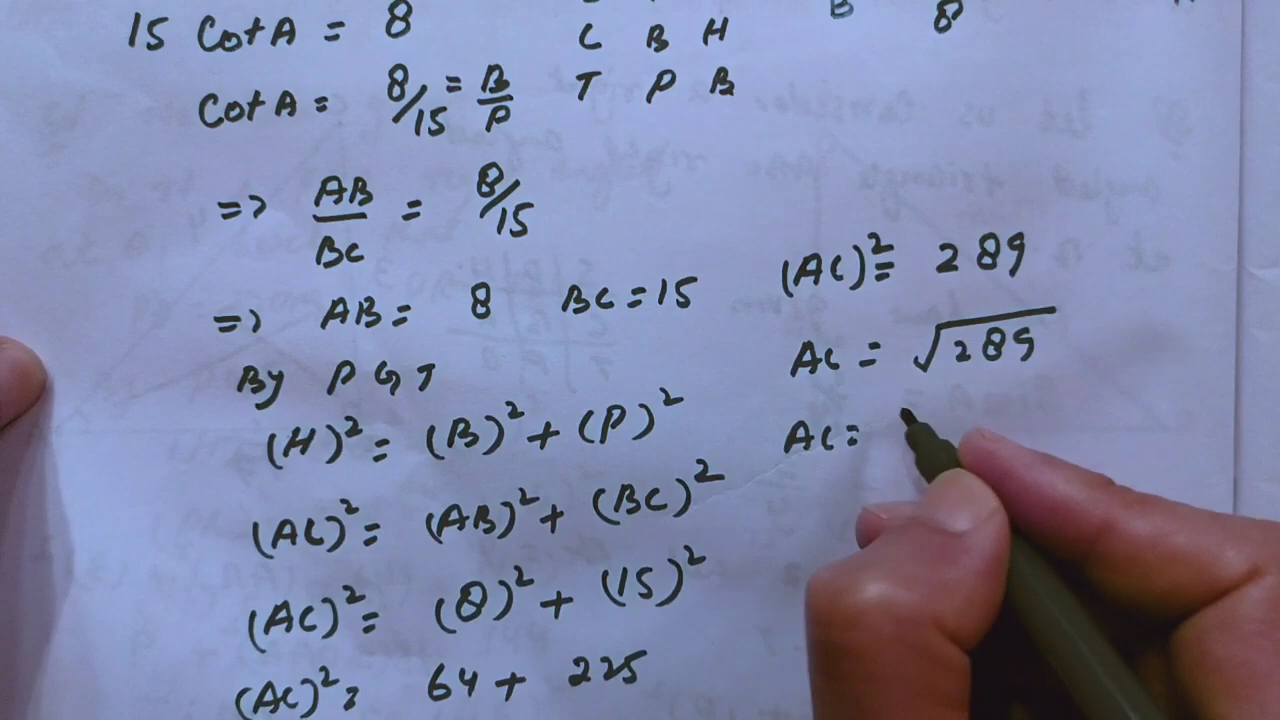 15 Cot A = 8
C B H
B 8
Cot A = 8/15 = B/P
T P B
=> AB/BC = 8/15
=> AB = 8 BC = 15
By P G T
(H)² = (B)² + (P)²
(AC)² = (AB)² + (BC)²
(AC)² = (8)² + (15)²
(AC)² = 64 + 225
(AC)² = 289
AC = √289
AC =